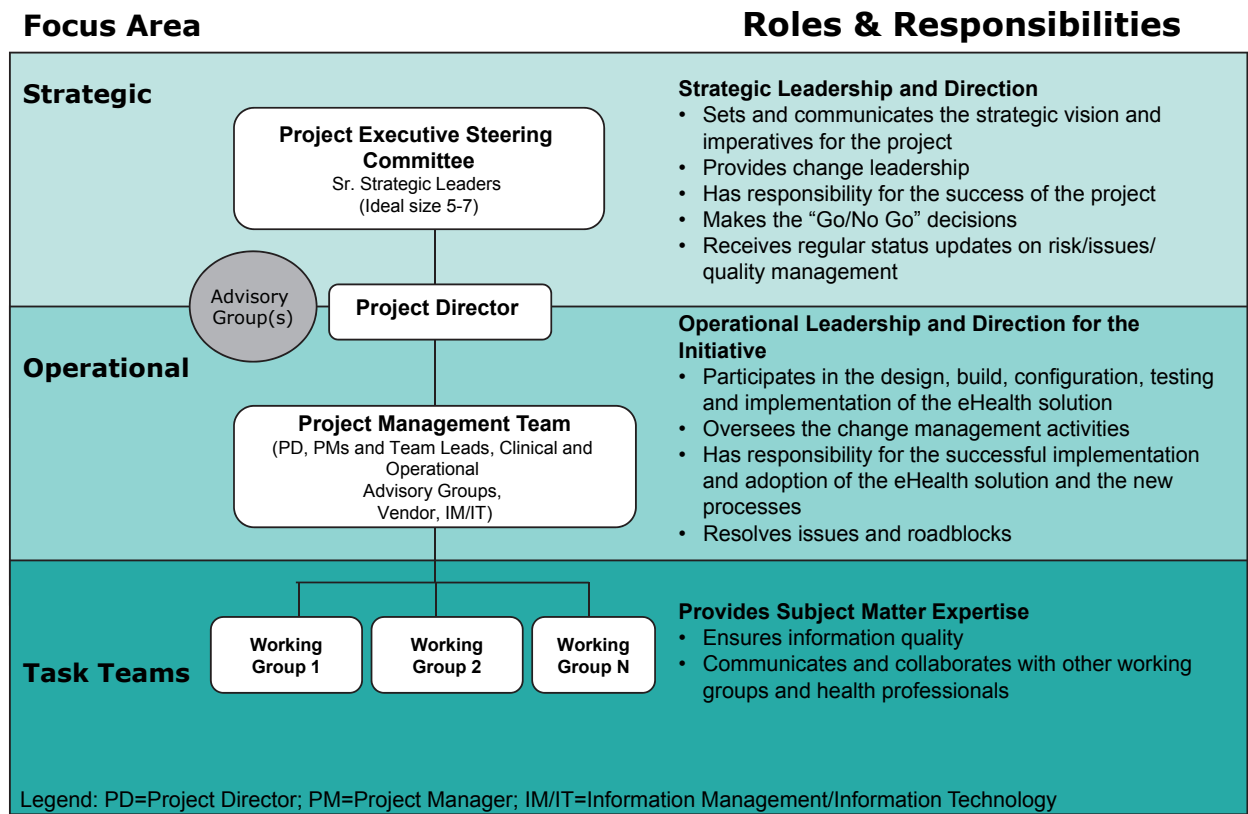 Focus Area
Roles & Responsibilities
Strategic
Project Executive Steering
Committee
Sr. Strategic Leaders
(Ideal size 5-7)
Strategic Leadership and Direction
• Sets and communicates the strategic vision and
imperatives for the project
• Provides change leadership
• Has responsibility for the success of the project
• Makes the “Go/No Go” decisions
• Receives regular status updates on risk/issues/
quality management
Advisory
Group(s)
Project Director
Operational
Project Management Team
(PD, PMs and Team Leads, Clinical and
Operational
Advisory Groups,
Vendor, IM/IT)
Operational Leadership and Direction for the
Initiative
• Participates in the design, build, configuration, testing
and implementation of the eHealth solution
• Oversees the change management activities
• Has responsibility for the successful implementation
and adoption of the eHealth solution and the new
processes
• Resolves issues and roadblocks
Task Teams
Working
Group 1
Working
Group 2
Working
Group N
Provides Subject Matter Expertise
• Ensures information quality
• Communicates and collaborates with other working
groups and health professionals
Legend: PD=Project Director; PM=Project Manager; IM/IT=Information Management/Information Technology